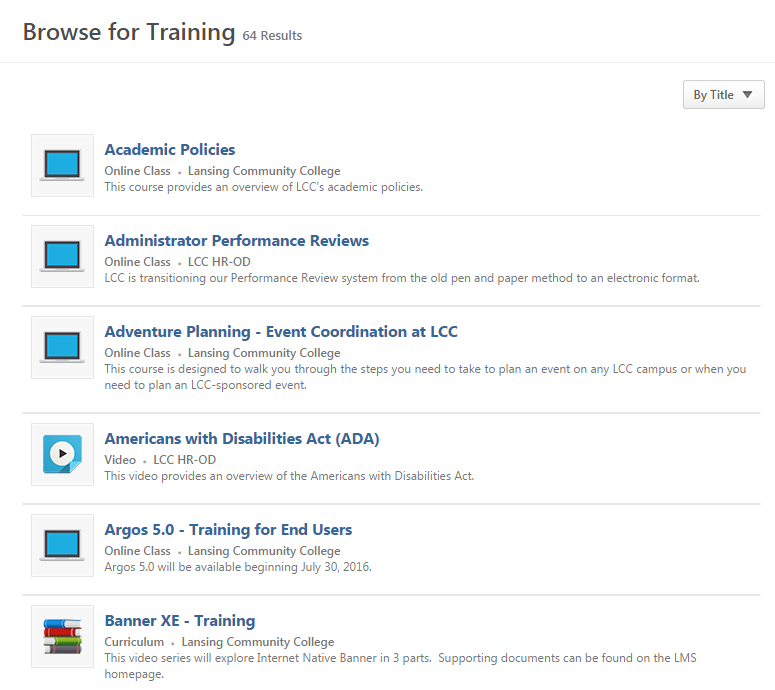 Browse for Training 64 Results
By Title
Academic Policies
Online Class • Lansing Community College
This course provides an overview of LCC's academic policies.
Administrator Performance Reviews
Online Class • LCC HR-OD
LCC is transitioning our Performance Review system from the old pen and paper method to an electronic format.
Adventure Planning - Event Coordination at LCC
Online Class • Lansing Community College
This course is designed to walk you through the steps you need to take to plan an event on any LCC campus or when you
need to plan an LCC-sponsored event.
Americans with Disabilities Act (ADA)
Video • LCC HR-OD
This video provides an overview of the Americans with Disabilities Act.
Argos 5.0 - Training for End Users
Online Class • Lansing Community College
Argos 5.0 will be available beginning July 30, 2016.
Banner XE - Training
Curriculum • Lansing Community College
This video series will explore Internet Native Banner in 3 parts.  Supporting documents can be found on the LMS
homepage.